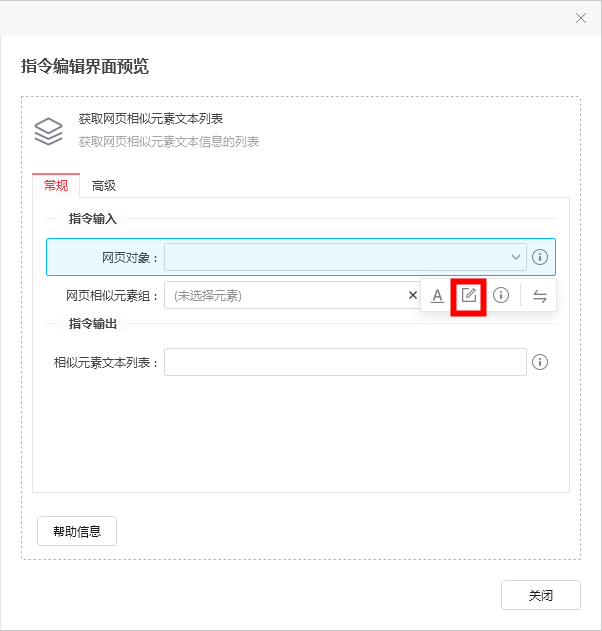 指令编辑界面预览
获取网页相似元素文本列表
获取网页相似元素文本信息的列表
常规 高级
指令输入
网页对象：
网页相似元素组： (未选择元素)
指令输出
相似元素文本列表：
帮助信息
关闭